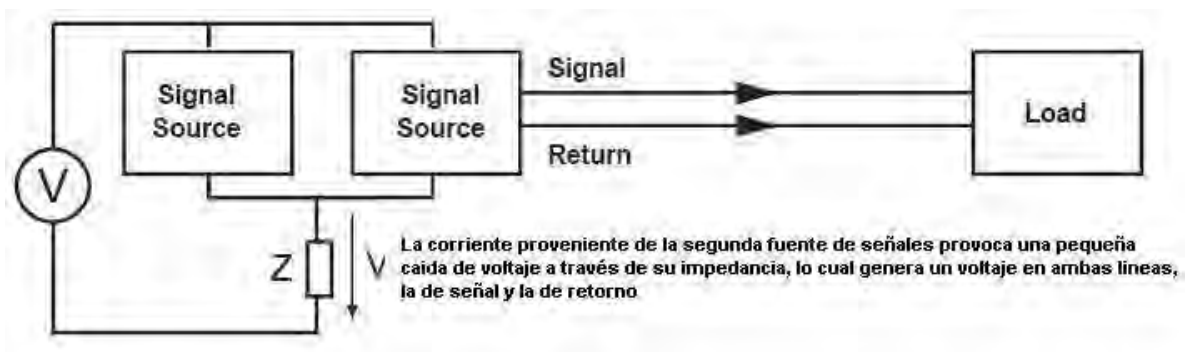 Signal
Source
Signal
Source
Signal
Return
Load
V
Z
V
La corriente proveniente de la segunda fuente de señales provoca una pequeña
caida de voltaje a través de su impedancia, lo cual genera un voltaje en ambas lineas,
la de señal y la de retorno